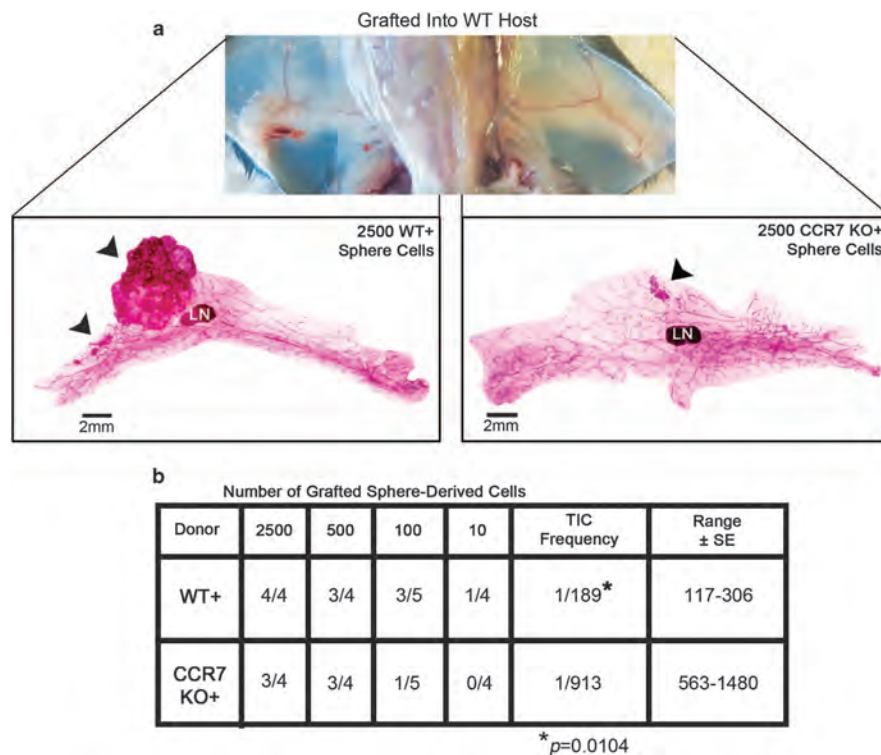 Grafted Into WT Host
a
2500 WT+
Sphere Cells
LN
2mm
2500 CCR7 KO+
Sphere Cells
LN
2mm
b
Number of Grafted Sphere-Derived Cells
Donor 2500 500 100 10 TIC Frequency Range ± SE
WT+ 4/4 3/4 3/5 1/4 1/189* 117-306
CCR7 KO+ 3/4 3/4 1/5 0/4 1/913 563-1480
*p=0.0104